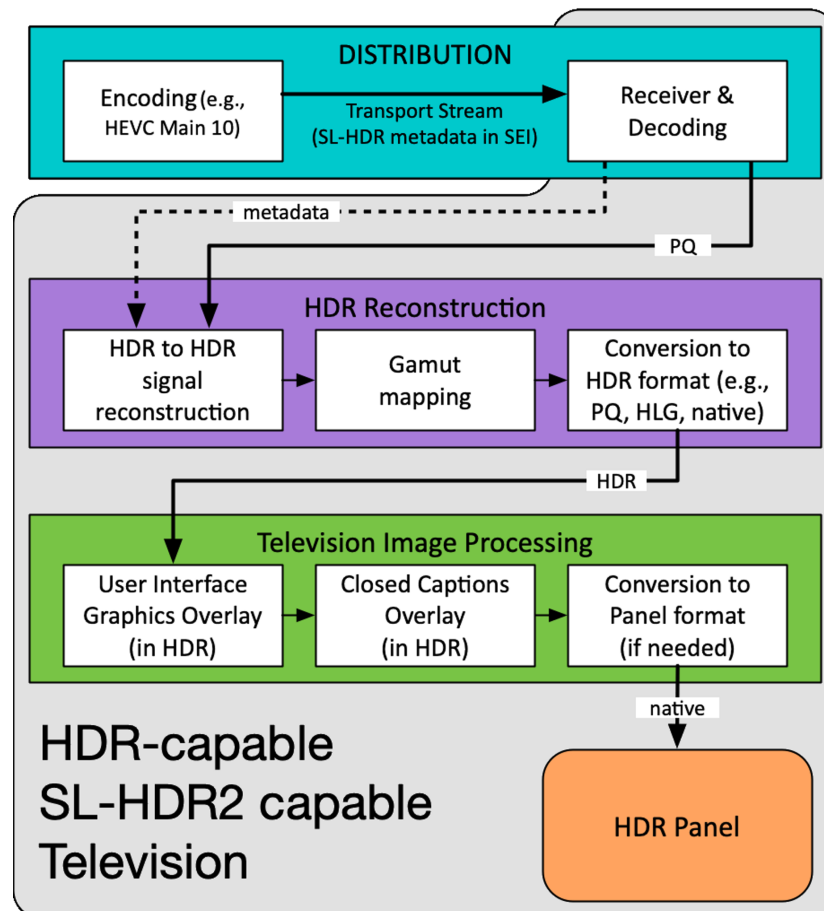 DISTRIBUTION
Encoding (e.g.,
HEVC Main 10)
Transport Stream
(SL-HDR metadata in SEI)
Receiver &
Decoding
metadata
PQ
HDR Reconstruction
HDR to HDR
signal
reconstruction
Gamut
mapping
Conversion to
HDR format (e.g.,
PQ, HLG, native)
HDR
Television Image Processing
User Interface
Graphics Overlay
(in HDR)
Closed Captions
Overlay
(in HDR)
Conversion to
Panel format
(if needed)
native
HDR-capable
SL-HDR2 capable
Television
HDR Panel